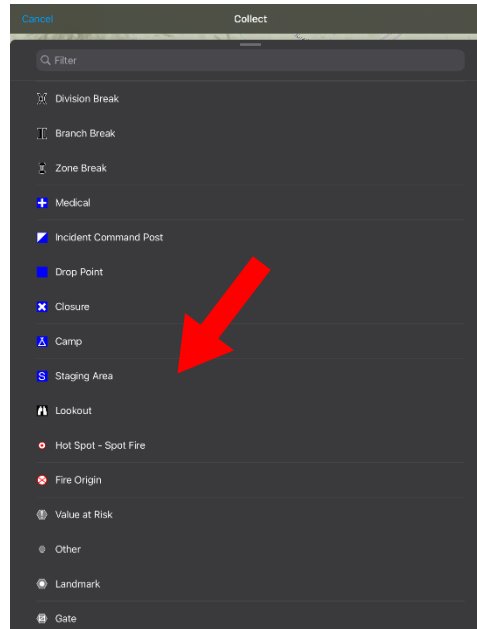 Cancel Collect
Filter
Division Break
Branch Break
Zone Break
Medical
Incident Command Post
Drop Point
Closure
Camp
S Staging Area
Lookout
Hot Spot - Spot Fire
Fire Origin
Value at Risk
Other
Landmark
Gate